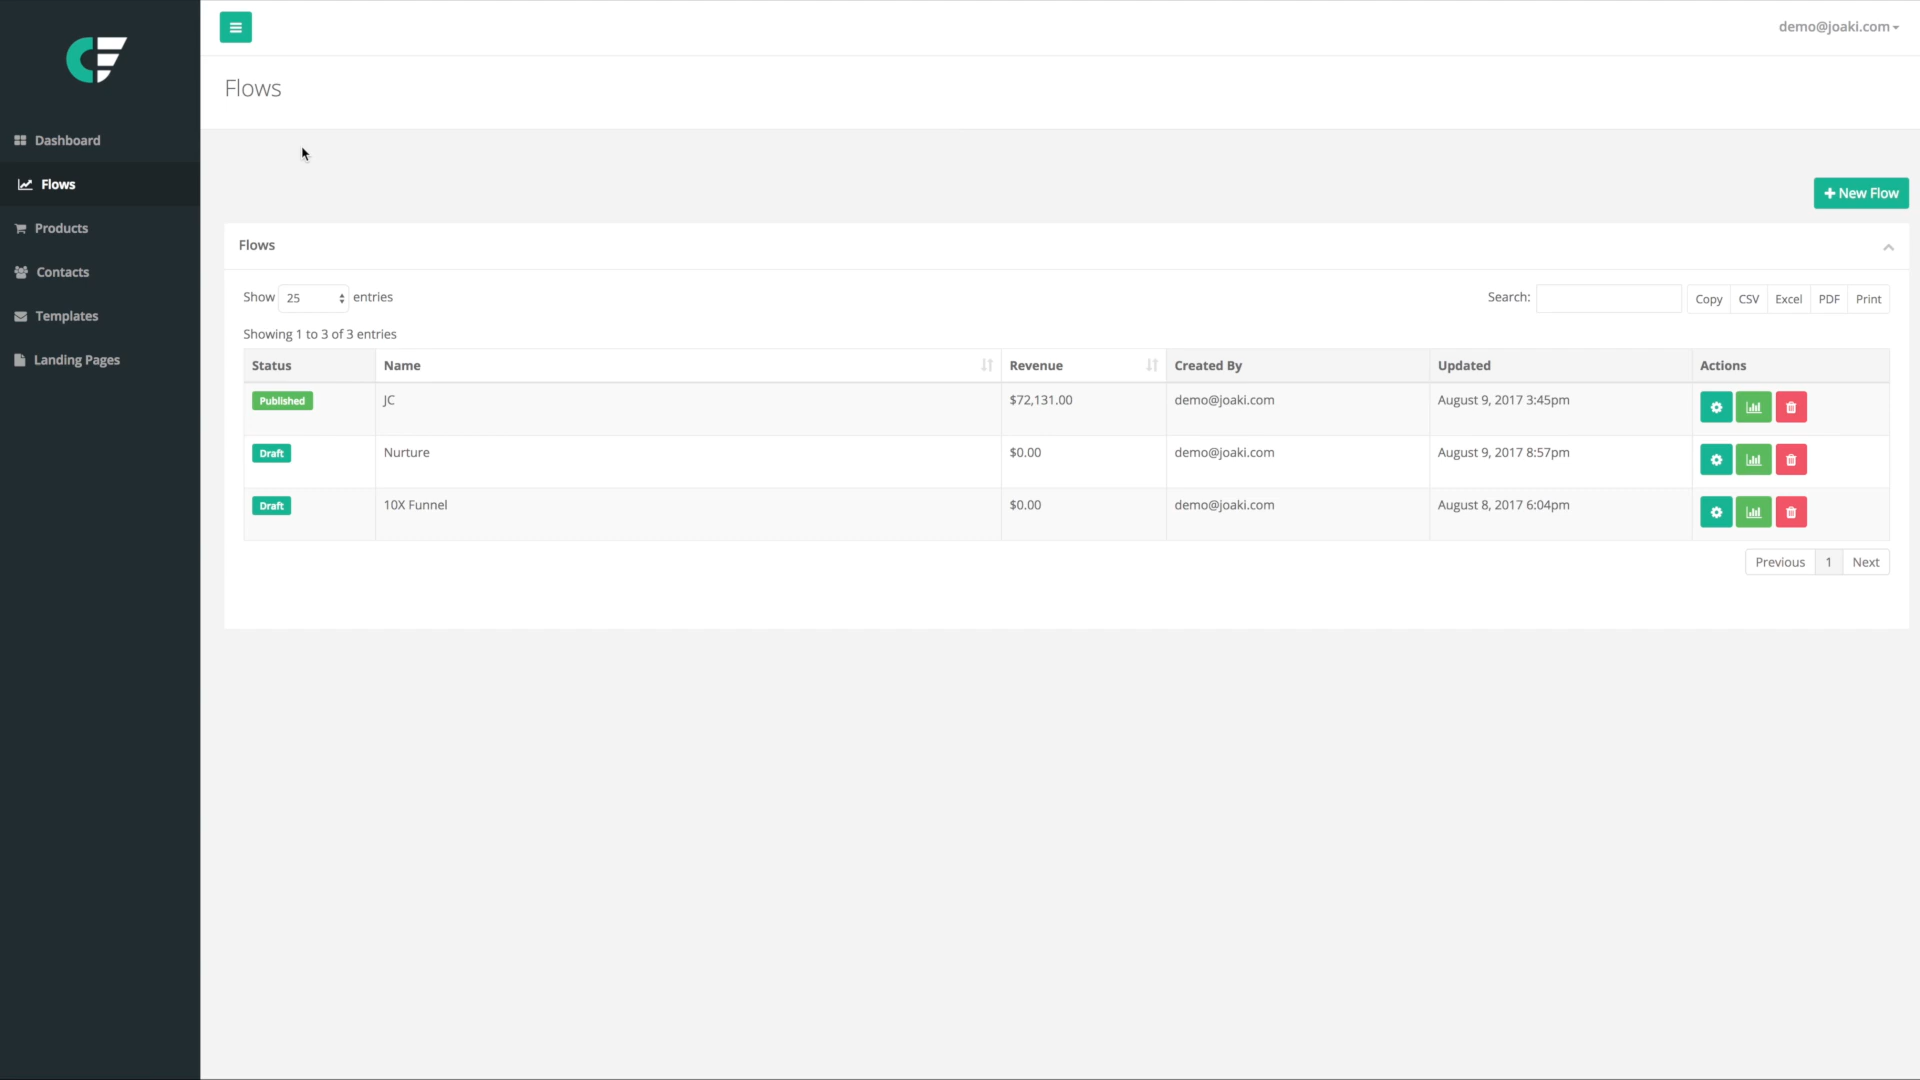 demo@joaki.com
Flows
Dashboard
Flows
Products
Contacts
Templates
Landing Pages
New Flow
Flows
Show 25 entries
Search:
Copy CSV Excel PDF Print
Showing 1 to 3 of 3 entries
Status Name Revenue Created By Updated Actions
Published JC $72,131.00 demo@joaki.com August 9, 2017 3:45pm
Draft Nurture $0.00 demo@joaki.com August 9, 2017 8:57pm
Draft 10X Funnel $0.00 demo@joaki.com August 8, 2017 6:04pm
Previous 1 Next